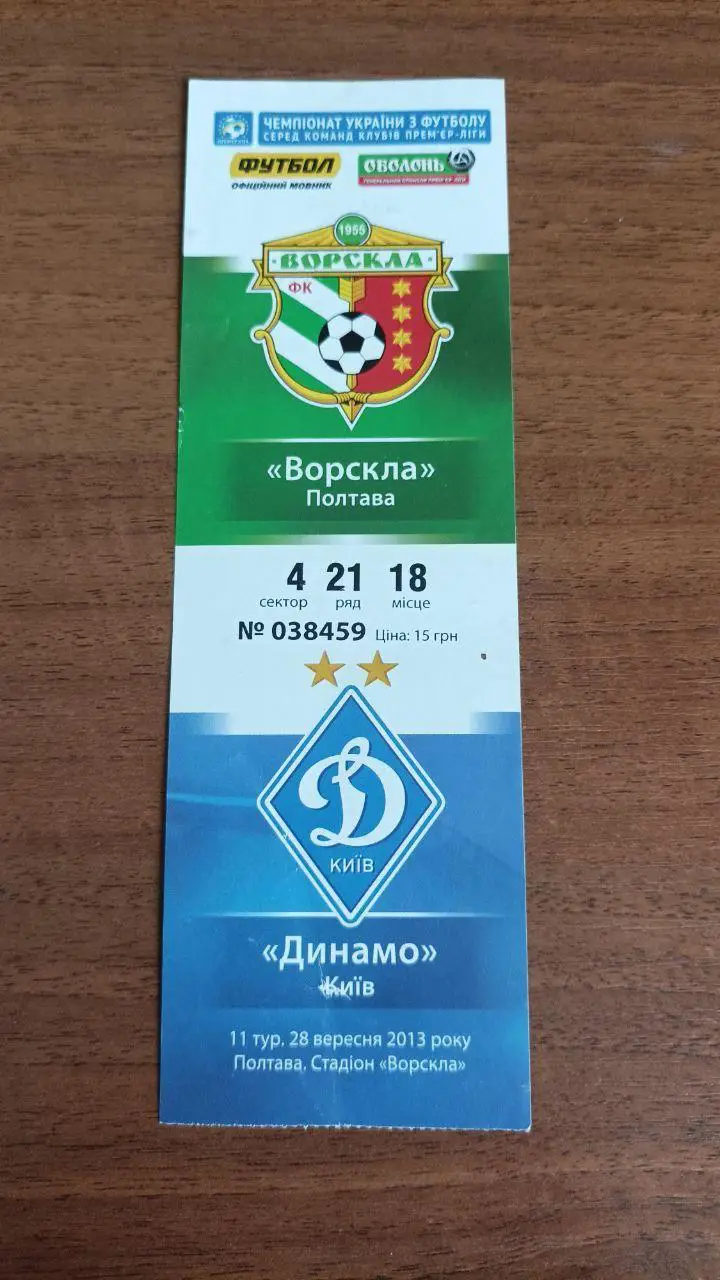 ЧЕМПІОНАТ УКРАЇНИ З ФУТБОЛУ
СЕРЕД КОМАНД КЛУБІВ ПРЕМ'ЄР-ЛІГИ
ФУТБОЛ
ОФІЦІЙНИЙ МОВНИК
ОБОЛОНЬ
1955
ВОРСКЛА
ФК
«Ворскла»
Полтава
4 21 18
сектор ряд місце
№ 038459 Ціна: 15 грн
Д
КИЇВ
«Динамо»
Київ
11 тур. 28 вересня 2013 року
Полтава. Стадіон «Ворскла»